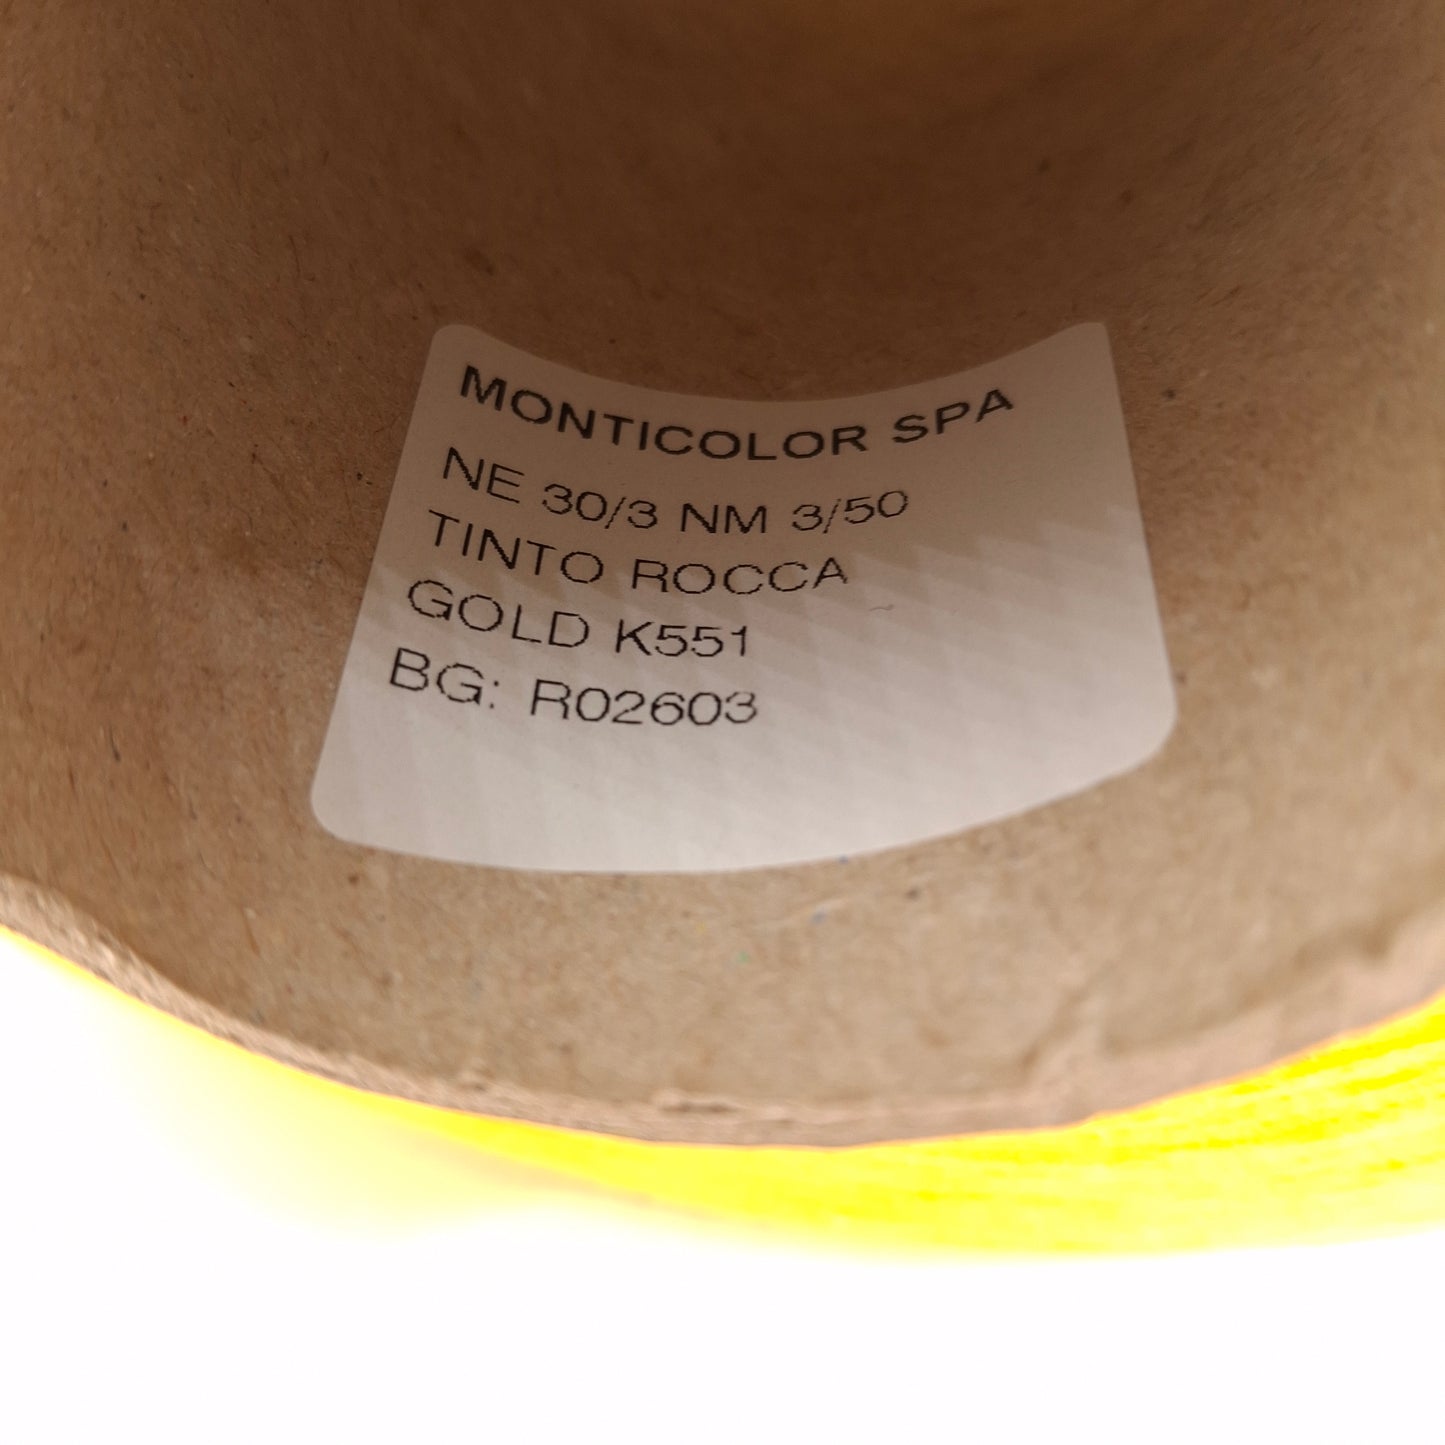 MONTICOLOR SPA
NE 30/3 NM 3/50
TINTO ROCCA
GOLD K551
BG: R02603